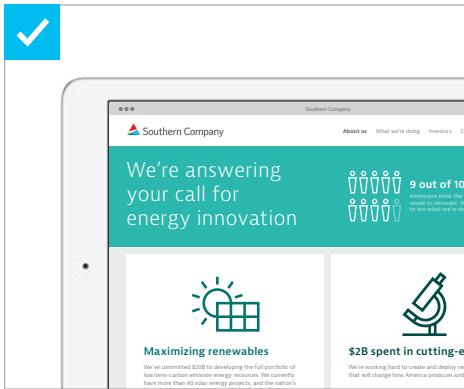 Southern Company
Southern Company
About us What we're doing Investors
We're answering
your call for
energy innovation
9 out of 10
Americans think the
needs to innovate.
to see what we're
Maximizing renewables
We've committed $20B to developing the full portfolio of
low/zero-carbon emission energy resources. We currently
have more than 40 solar energy projects, and the nation's
$2B spent in cutting-e
We're working hard to create and deploy
that will change how America produces and